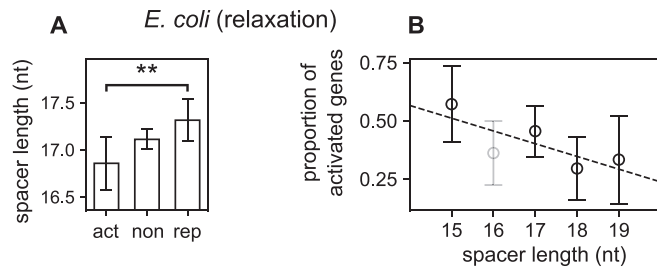 E. coli (relaxation)
A
spacer length (nt)
17.5
17.0
16.5
**
act non rep
B
proportion of
activated genes
0.75
0.50
0.25
15 16 17 18 19
spacer length (nt)